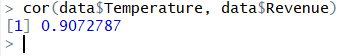 > cor(data$Temperature, data$Revenue)
[1] 0.9072787
>